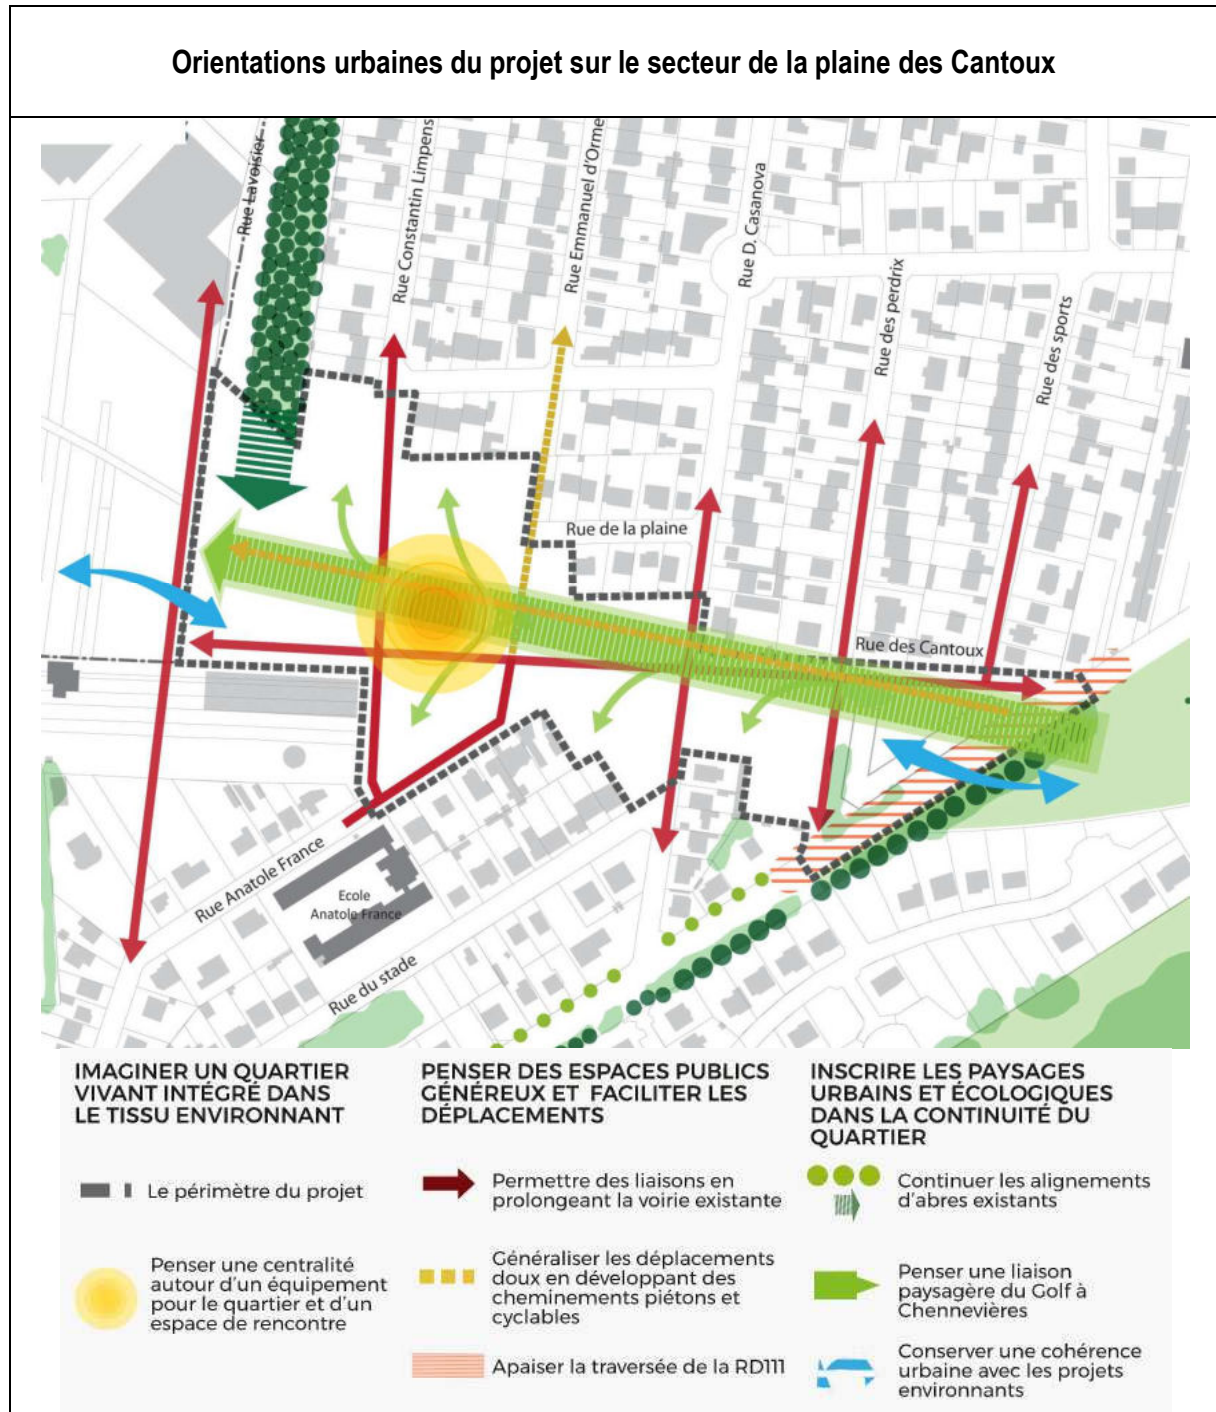 Orientations urbaines du projet sur le secteur de la plaine des Cantoux
Rue Lavoisier
Rue Constantin Limpens
Rue Emmanuel d'Orme
Rue D. Casanova
Rue des perdrix
Rue des sports
Rue de la plaine
Rue des Cantoux
Rue Anatole France
Ecole
Anatole France
Rue du stade
IMAGINER UN QUARTIER
VIVANT INTÉGRÉ DANS
LE TISSU ENVIRONNANT
Le périmètre du projet
Penser une centralité
autour d'un équipement
pour le quartier et d'un
espace de rencontre
PENSER DES ESPACES PUBLICS
GÉNÉREUX ET FACILITER LES
DÉPLACEMENTS
Permettre des liaisons en
prolongeant la voirie existante
Généraliser les déplacements
doux en développant des
cheminements piétons et
cyclables
Apaiser la traversée de la RD111
INSCRIRE LES PAYSAGES
URBAINS ET ÉCOLOGIQUES
DANS LA CONTINUITÉ DU
QUARTIER
Continuer les alignements
d'abres existants
Penser une liaison
paysagère du Golf à
Chennevières
Conserver une cohérence
urbaine avec les projets
environnants